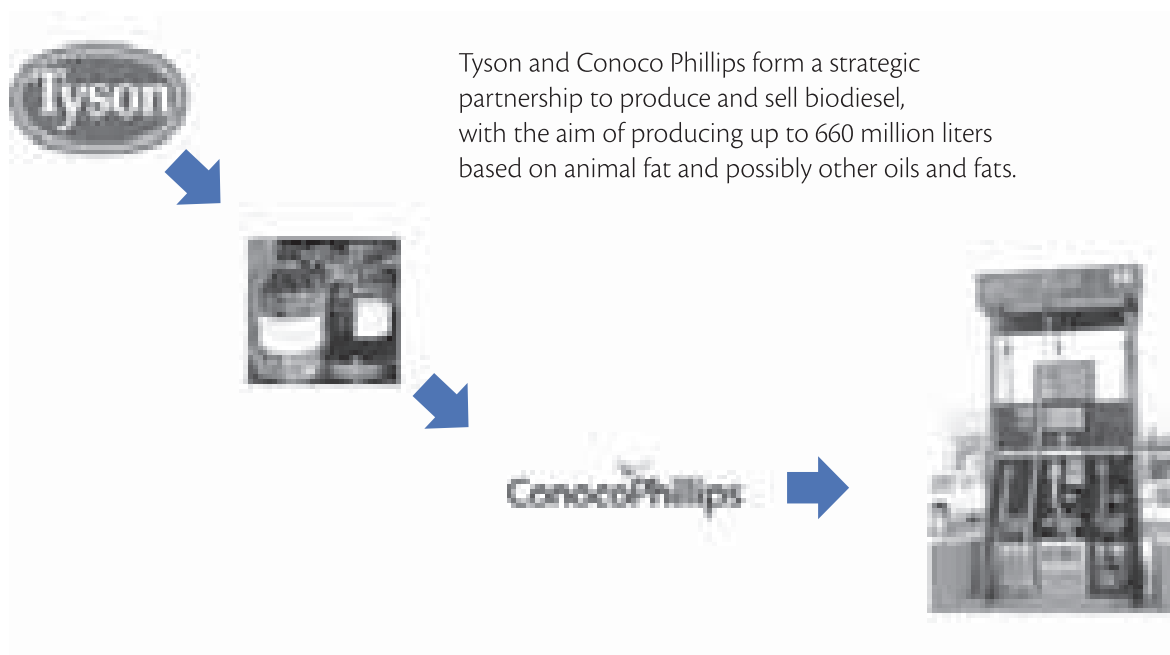 Tyson
Tyson and Conoco Phillips form a strategic
partnership to produce and sell biodiesel,
with the aim of producing up to 660 million liters
based on animal fat and possibly other oils and fats.
ConocoPhillips